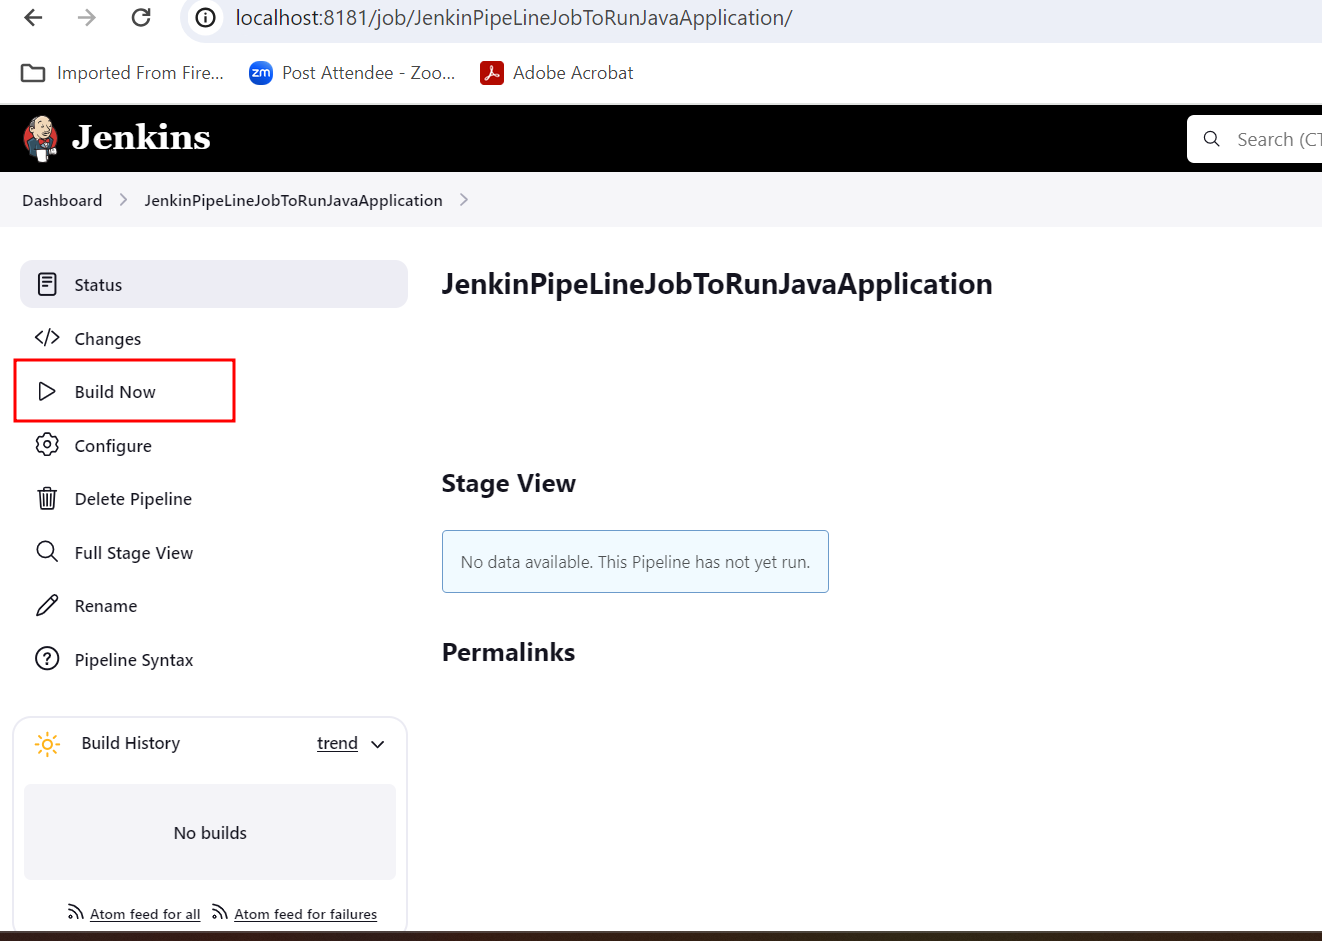 localhost:8181/job/JenkinPipeLineJobToRunJavaApplication/
Imported From Fire... zm Post Attendee - Zoo... Adobe Acrobat
Jenkins
Search (CT
Dashboard JenkinPipeLineJobToRunJavaApplication
Status
Changes
Build Now
Configure
Delete Pipeline
Full Stage View
Rename
Pipeline Syntax
Build History trend
No builds
Atom feed for all Atom feed for failures
JenkinPipeLineJobToRunJavaApplication
Stage View
No data available. This Pipeline has not yet run.
Permalinks